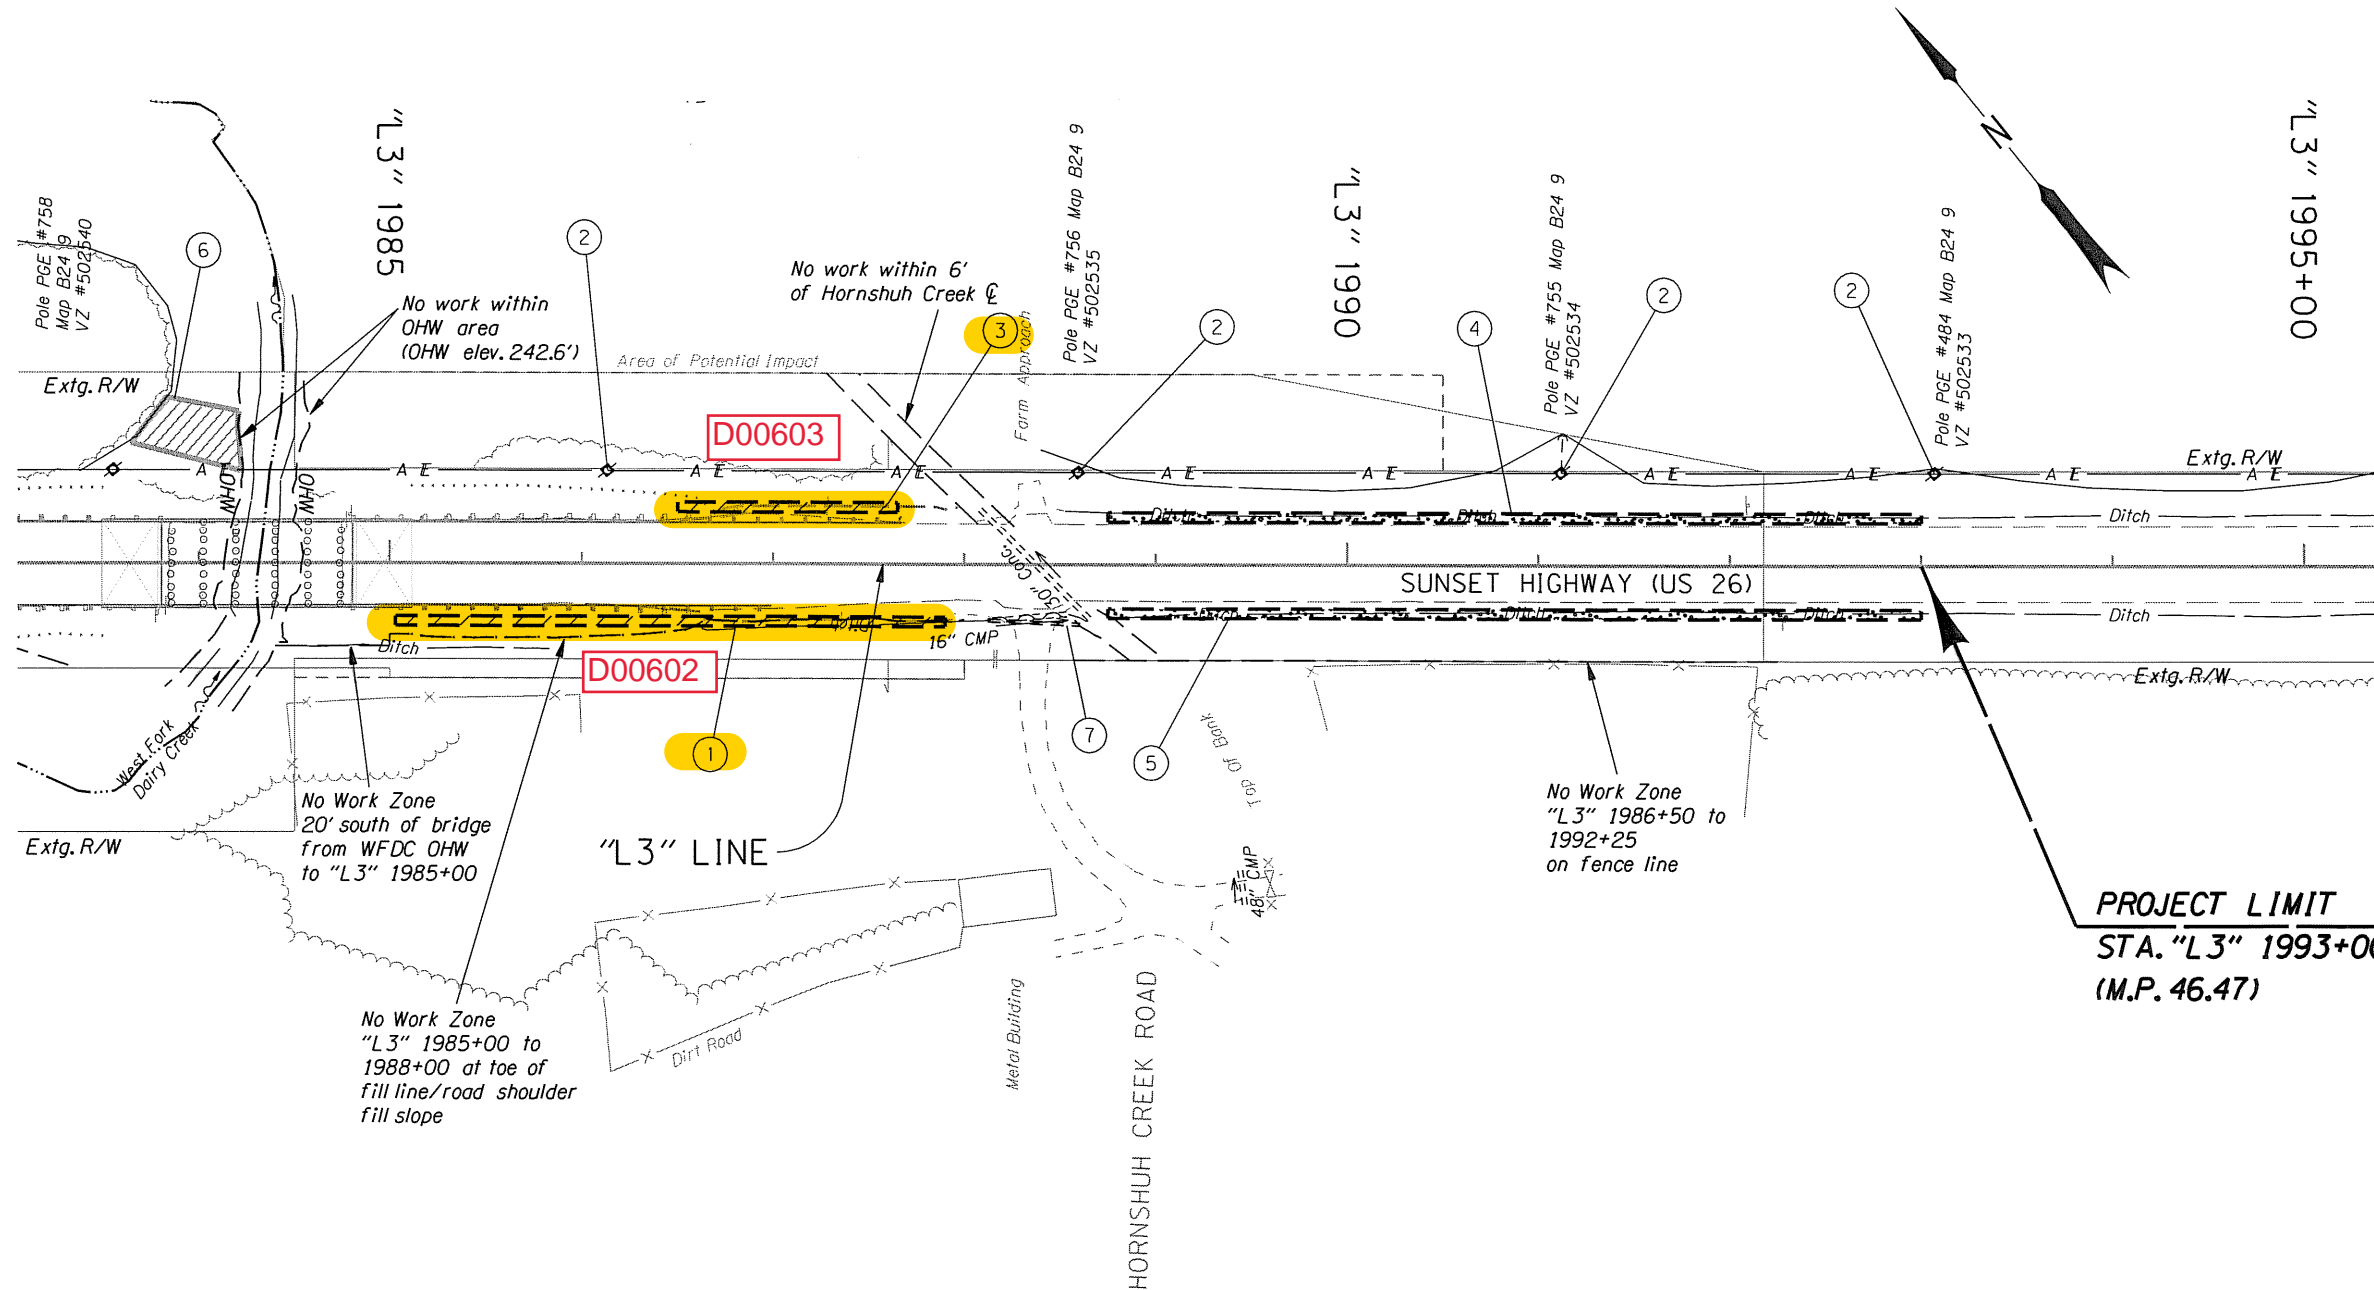 "L3" 1985
"L3" 1990
"L3" 1995+00
N
Pole PGE #758
Map B24 9
VZ #502540
Pole PGE #756 Map B24 9
VZ #502535
Pole PGE #755 Map B24 9
VZ #502534
Pole PGE #484 Map B24 9
VZ #502533
6
2
2
2
2
3
4
No work within
OHW area
(OHW elev. 242.6')
No work within 6'
of Hornshuh Creek ℄
Farm Approach
Area of Potential Impact
Extg. R/W
Extg. R/W
D00603
A E
A E
A E
A E
A E
A E
A E
A E
A E
A E
OHW
OHW
Ditch
Ditch
Ditch
Ditch
30" Conc.
SUNSET HIGHWAY (US 26)
Ditch
Ditch
Ditch
Ditch
Ditch
Ditch
16" CMP
D00602
Extg. R/W
1
7
5
West Fork
Dairy Creek
Top Of Bank
No Work Zone
20' south of bridge
from WFDC OHW
to "L3" 1985+00
Extg. R/W
"L3" LINE
No Work Zone
"L3" 1986+50 to
1992+25
on fence line
48" CMP
PROJECT LIMIT
STA. "L3" 1993+00
(M.P. 46.47)
No Work Zone
"L3" 1985+00 to
1988+00 at toe of
fill line/road shoulder
fill slope
Dirt Road
Metal Building
HORNSHUH CREEK ROAD